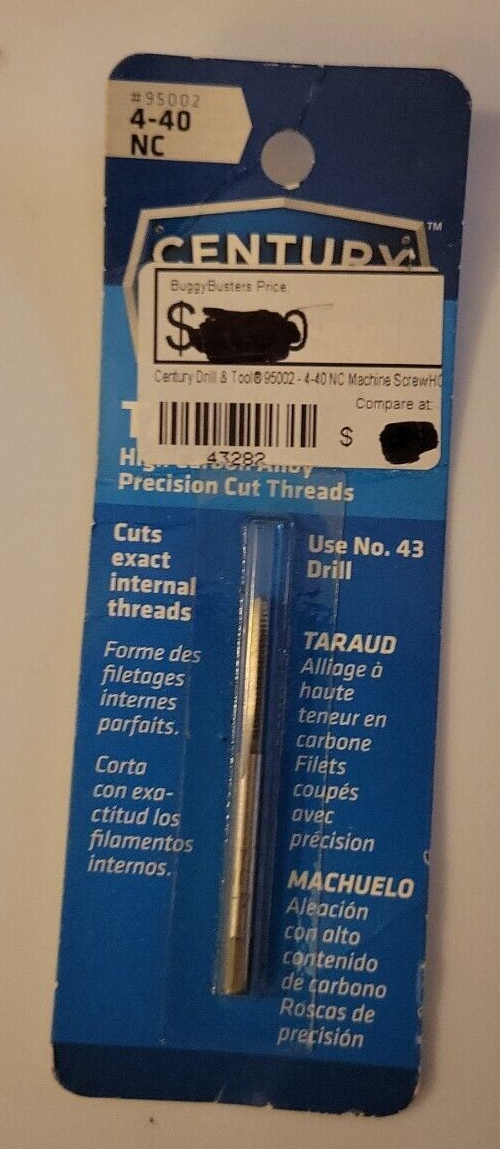 #95002
4-40
NC
CENTURY
™
BuggyBusters Price:
$
Century Drill & Tool® 95002 - 4-40 NC Machine Screw
Compare at:
$
43282
T
Precision Cut Threads
Cuts
exact
internal
threads
Forme des
filetages
internes
parfaits.
Corta
con exa-
ctitud los
filamentos
internos.
Use No. 43
Drill
TARAUD
Alliage à
haute
teneur en
carbone
Filets
coupés
avec
précision
MACHUELO
Aleación
con alto
contenido
de carbono
Roscas de
precisión